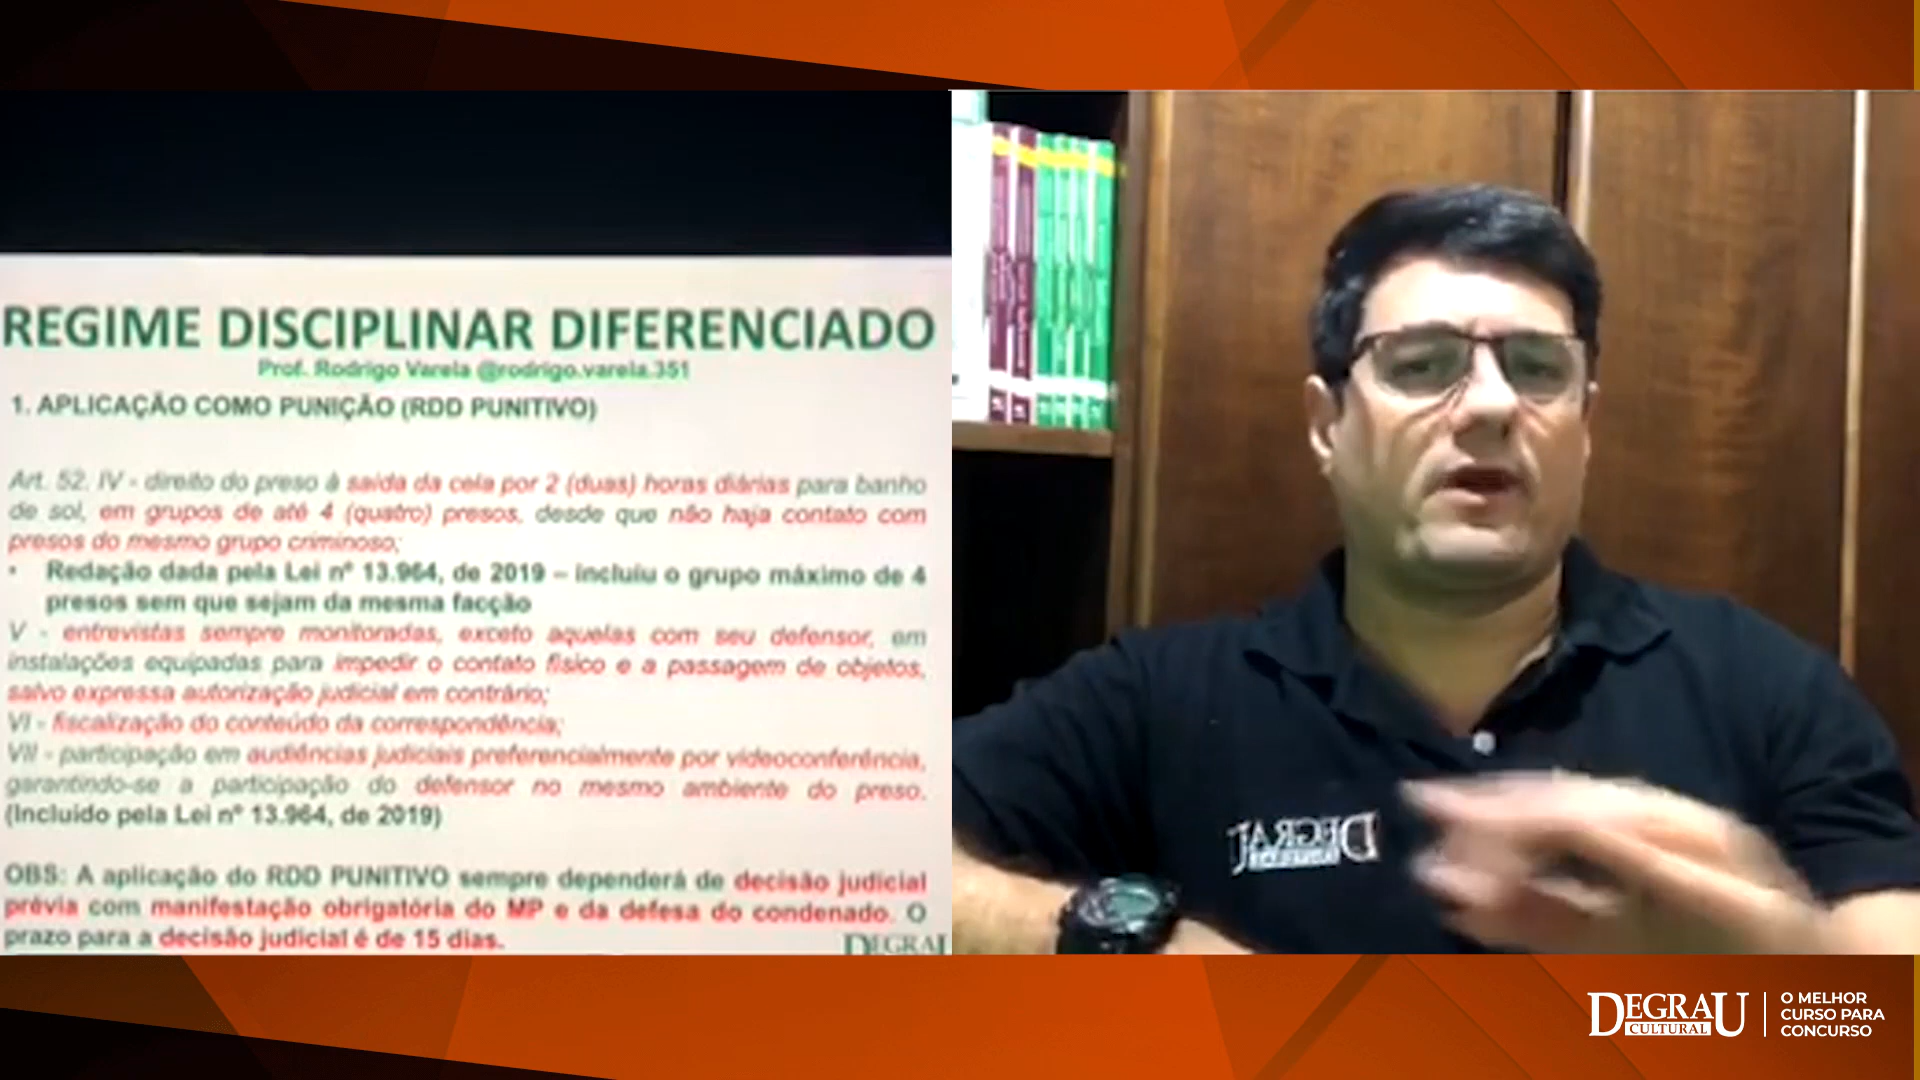 REGIME DISCIPLINAR DIFERENCIADO
Prof. Rodrigo Varela @rodrigo.varela.351
1. APLICAÇÃO COMO PUNIÇÃO (RDD PUNITIVO)
Art. 52. IV - direito do preso à saída da cela por 2 (duas) horas diárias para banho
de sol, em grupos de até 4 (quatro) presos, desde que não haja contato com
presos do mesmo grupo criminoso;
• Redação dada pela Lei nº 13.964, de 2019 – incluiu o grupo máximo de 4
presos sem que sejam da mesma facção
V - entrevistas sempre monitoradas, exceto aquelas com seu defensor, em
instalações equipadas para impedir o contato físico e a passagem de objetos,
salvo expressa autorização judicial em contrário;
VI - fiscalização do conteúdo da correspondência;
VII - participação em audiências judiciais preferencialmente por videoconferência,
garantindo-se a participação do defensor no mesmo ambiente do preso.
(Incluído pela Lei nº 13.964, de 2019)
OBS: A aplicação do RDD PUNITIVO sempre dependerá de decisão judicial
prévia com manifestação obrigatória do MP e da defesa do condenado. O
prazo para a decisão judicial é de 15 dias.
DEGRAU
DEGRAU
DEGRAU
CULTURAL
O MELHOR
CURSO PARA
CONCURSO